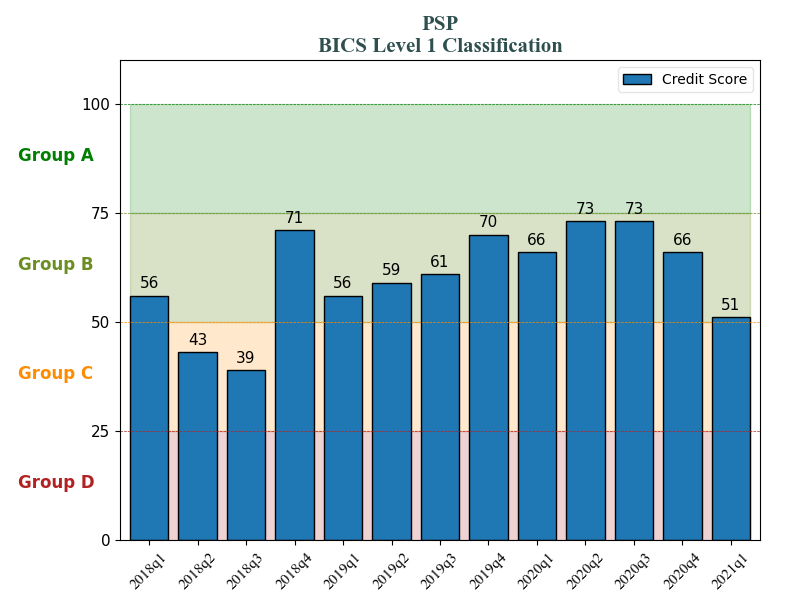 PSP
BICS Level 1 Classification
Credit Score
100
Group A
75
71
73
73
70
66
66
Group B
61
59
56
56
51
50
43
39
Group C
25
Group D
0
2018q1
2018q2
2018q3
2018q4
2019q1
2019q2
2019q3
2019q4
2020q1
2020q2
2020q3
2020q4
2021q1